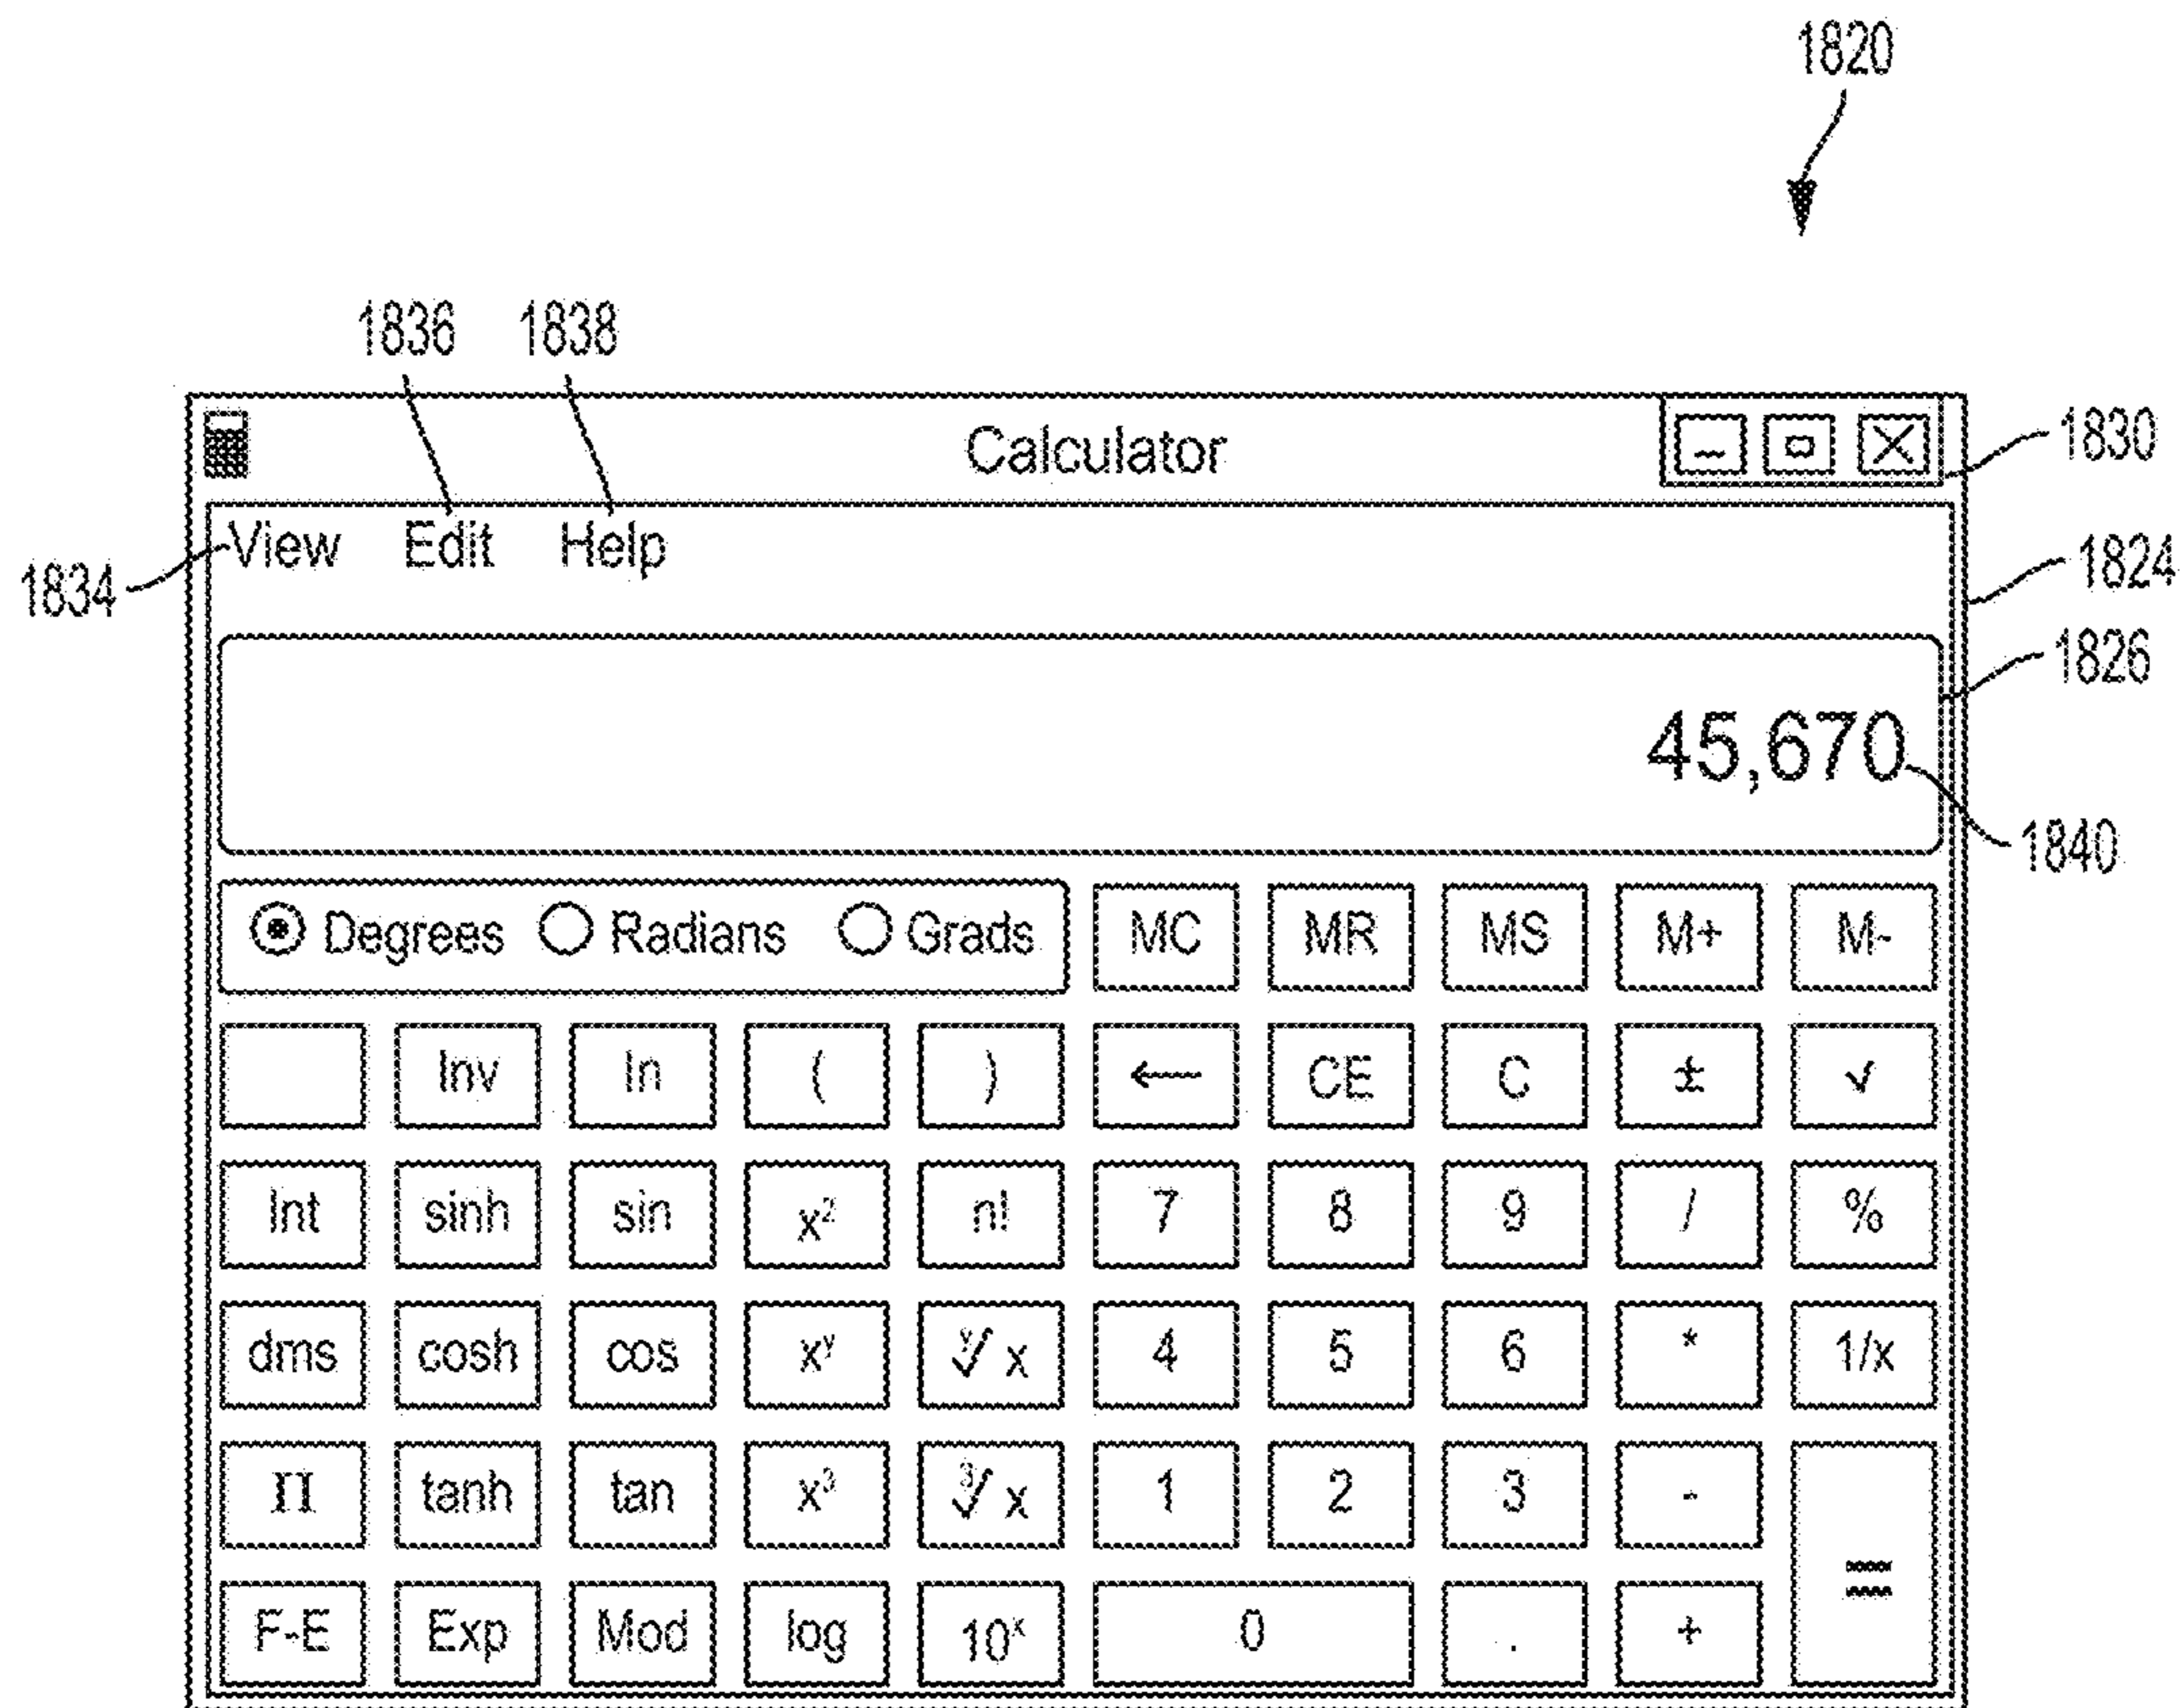 1820
1836 1838
Calculator
1830
View Edit Help
1834
1824
1826
45,670
1840
Degrees Radians Grads MC MR MS M+ M-
Inv ln ( ) ← CE C ± √
Int sinh sin x² n! 7 8 9 / %
dms cosh cos xʸ ʸ√x 4 5 6 * 1/x
Π tanh tan x³ ³√x 1 2 3 -
=
F-E Exp Mod log 10ˣ 0 . +